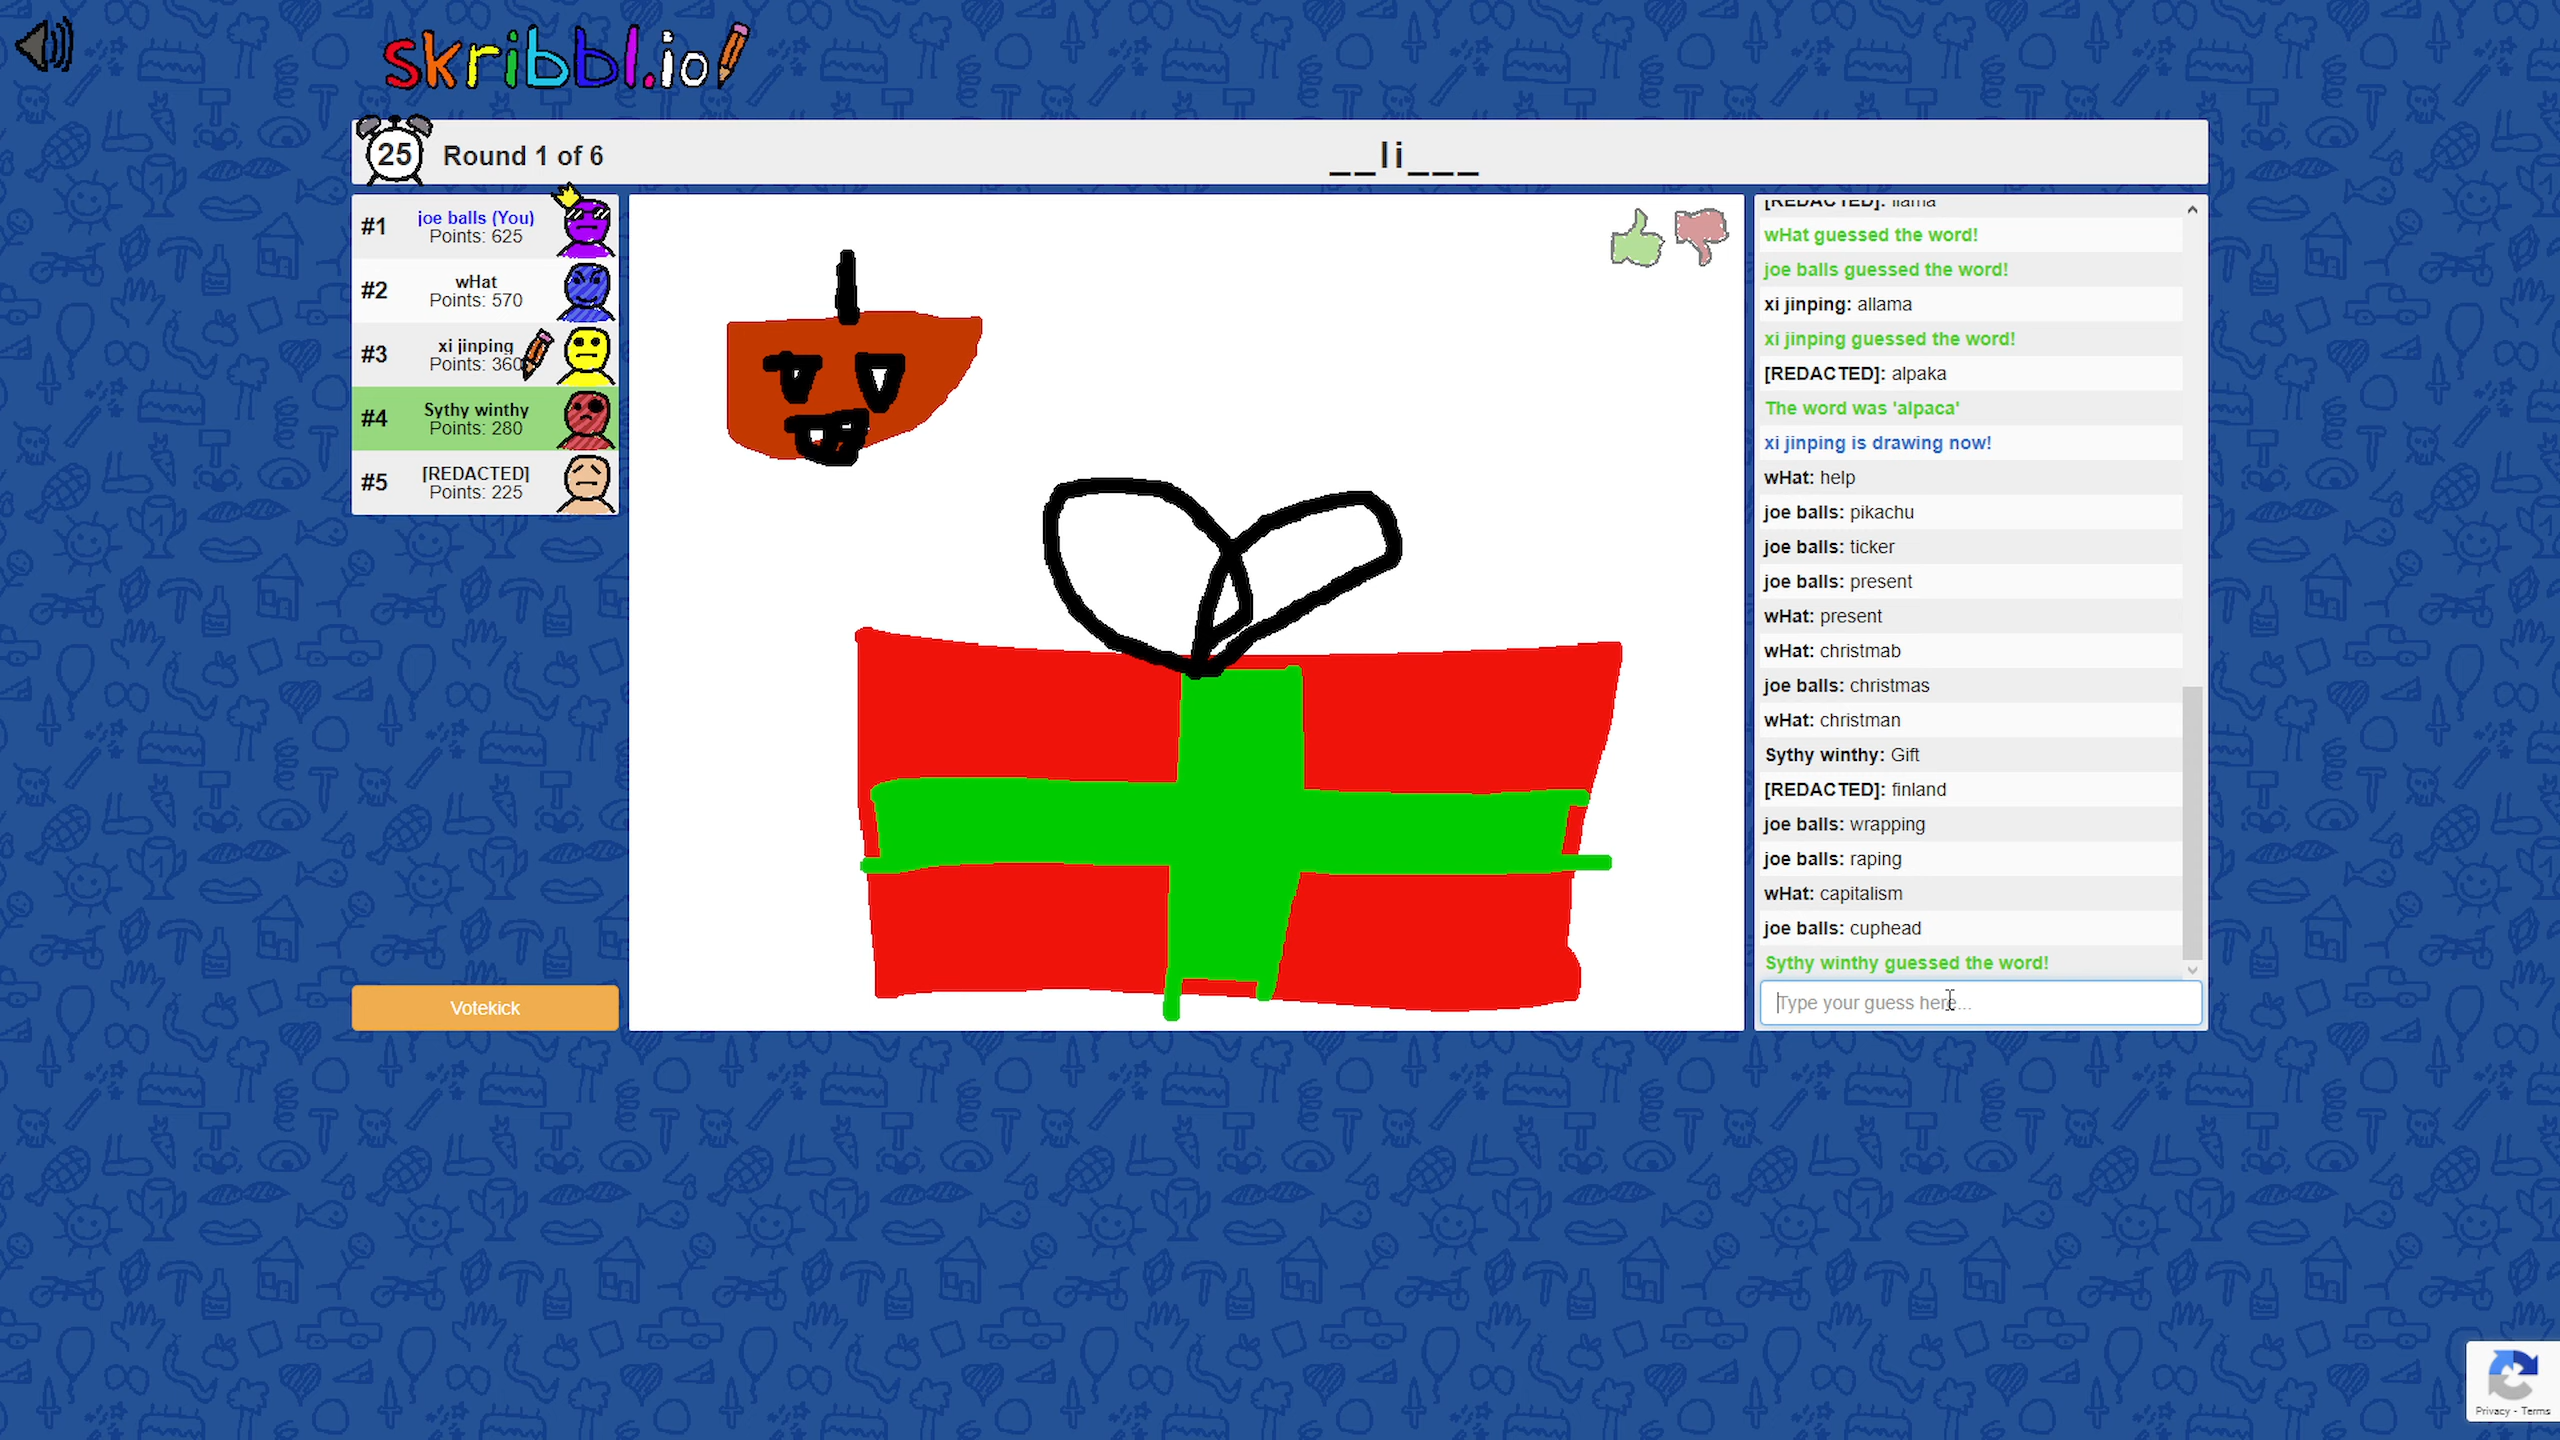 skribbl.io
25
Round 1 of 6
__li___
#1
joe balls (You)
Points: 625
#2
wHat
Points: 570
#3
xi jinping
Points: 360
#4
Sythy winthy
Points: 280
#5
[REDACTED]
Points: 225
Votekick
[REDACTED]: llama
wHat guessed the word!
joe balls guessed the word!
xi jinping: allama
xi jinping guessed the word!
[REDACTED]: alpaka
The word was 'alpaca'
xi jinping is drawing now!
wHat: help
joe balls: pikachu
joe balls: ticker
joe balls: present
wHat: present
wHat: christmab
joe balls: christmas
wHat: christman
Sythy winthy: Gift
[REDACTED]: finland
joe balls: wrapping
joe balls: raping
wHat: capitalism
joe balls: cuphead
Sythy winthy guessed the word!
Type your guess here...
Privacy - Terms